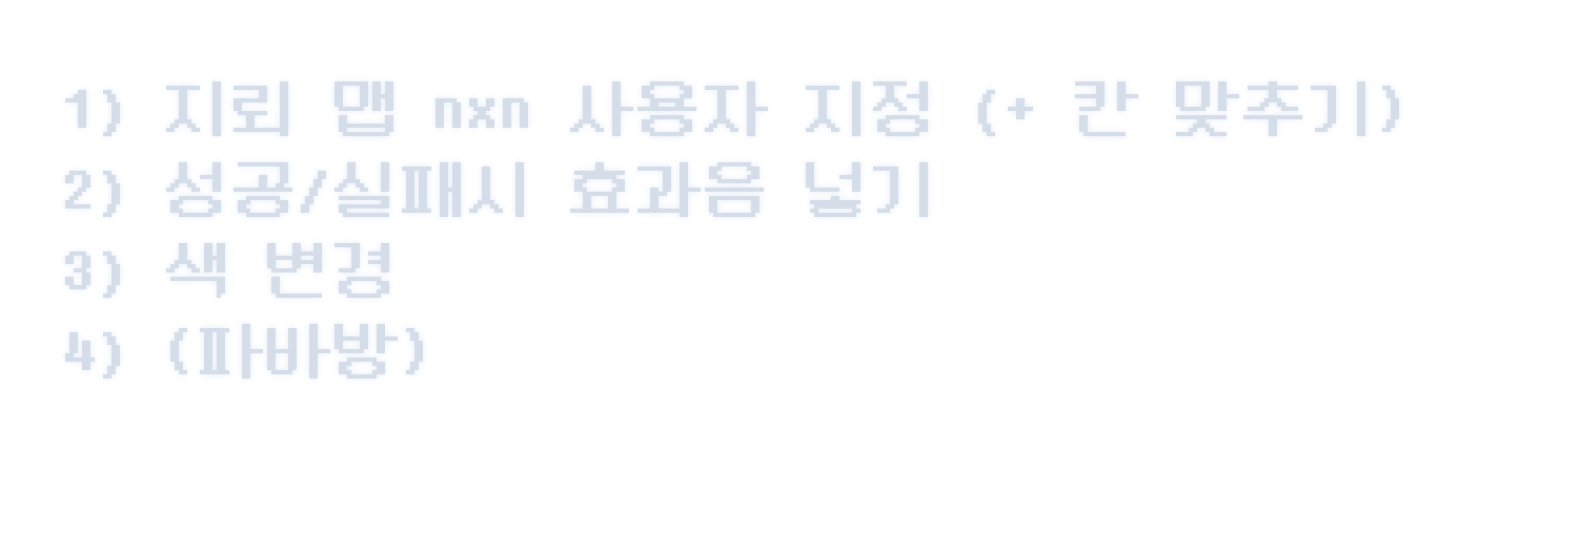 1) 지뢰 맵 nxn 사용자 지정 (+ 칸 맞추기)
2) 성공/실패시 효과음 넣기
3) 색 변경
4) (파바방)